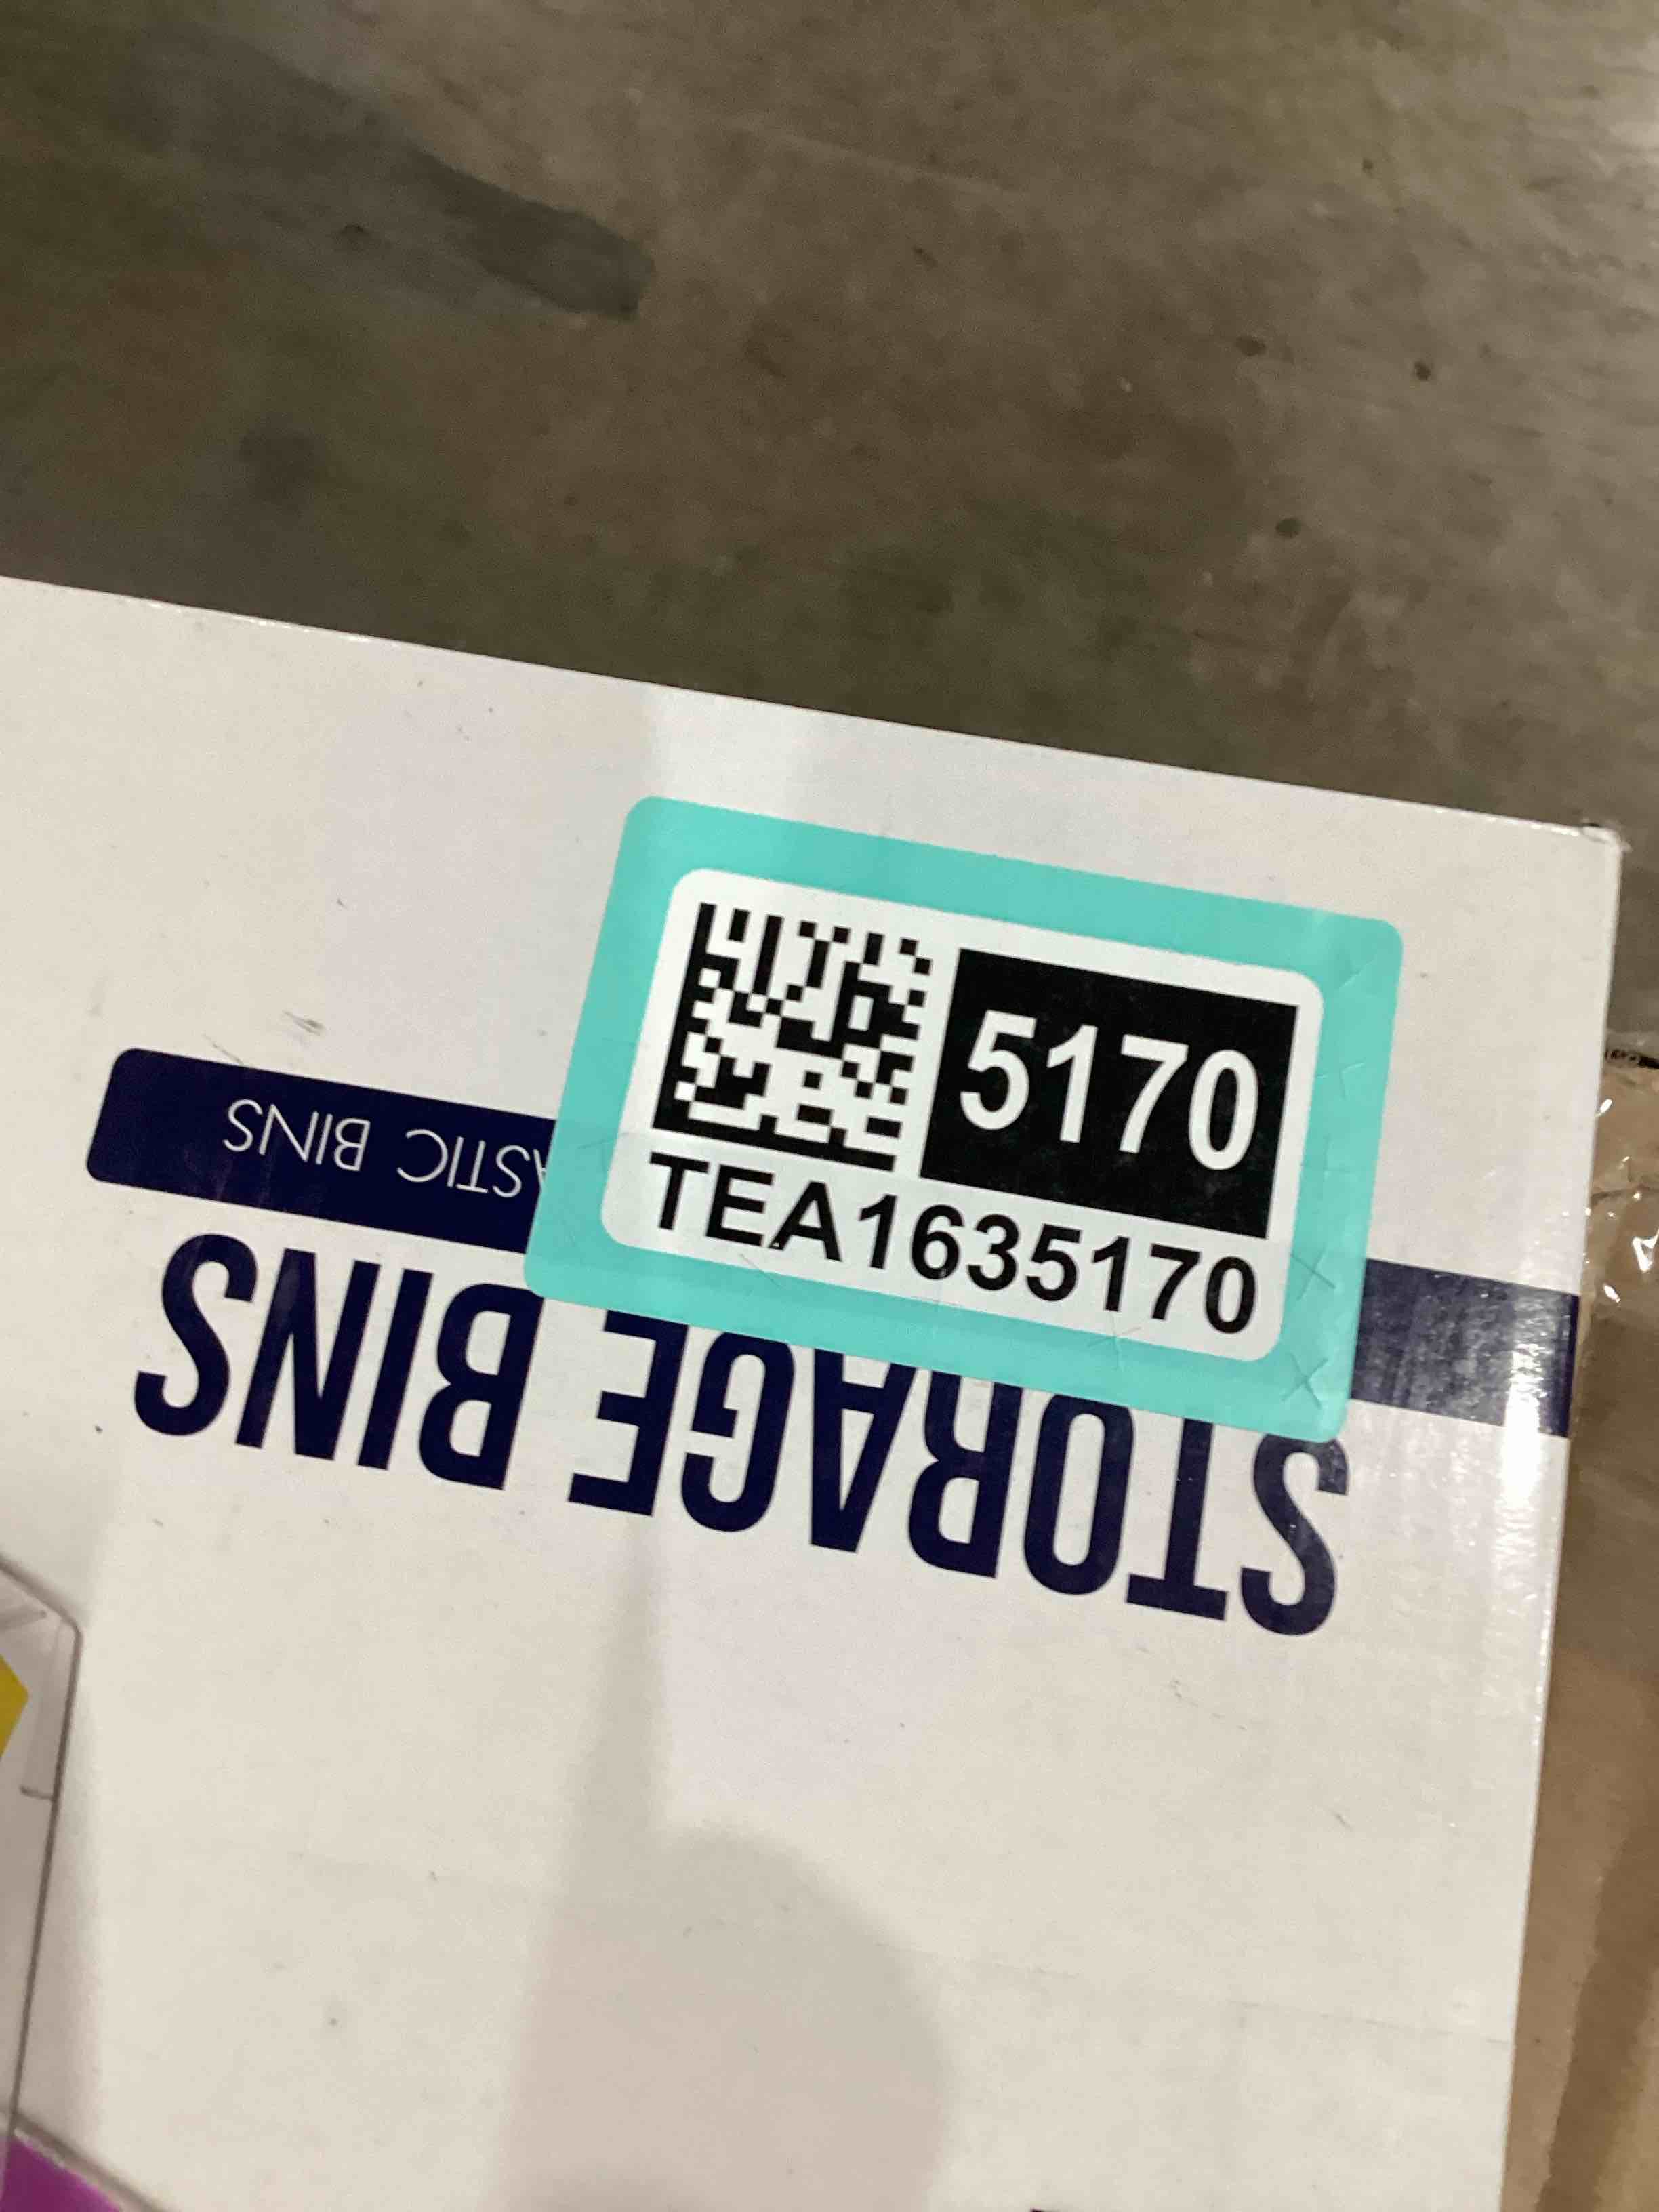 5170
TEA1635170
STORAGE BINS
ASTIC BINS